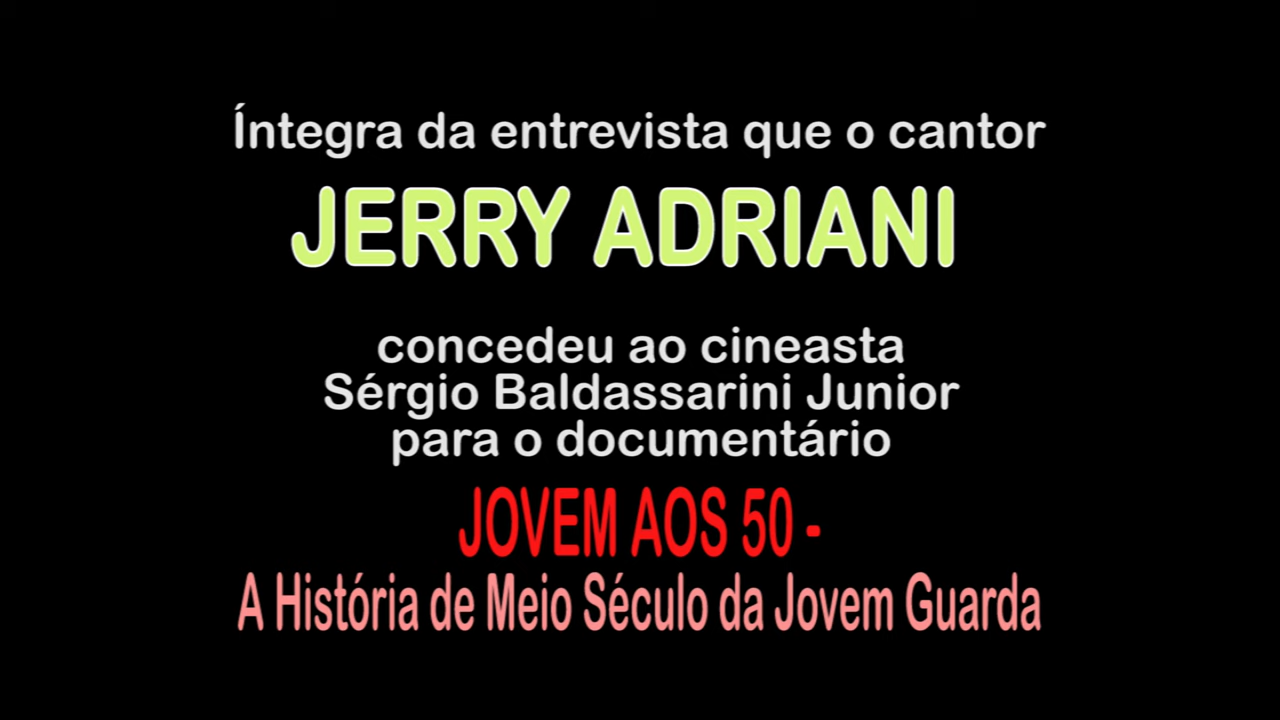 Íntegra da entrevista que o cantor
JERRY ADRIANI
concedeu ao cineasta
Sérgio Baldassarini Junior
para o documentário
JOVEM AOS 50 -
A História de Meio Século da Jovem Guarda